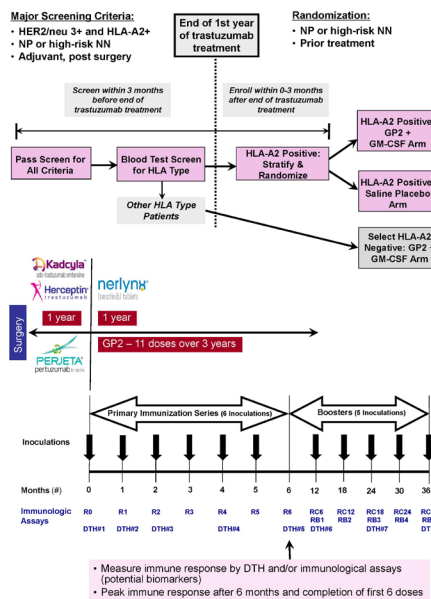 Major Screening Criteria:
• HER2/neu 3+ and HLA-A2+
• NP or high-risk NN
• Adjuvant, post surgery
End of 1st year
of trastuzumab
treatment
Randomization:
• NP or high-risk NN
• Prior treatment
Screen within 3 months
before end of
trastuzumab treatment
Enroll within 0-3 months
after end of trastuzumab
treatment
Pass Screen for
All Criteria
Blood Test Screen
for HLA Type
HLA-A2 Positive:
Stratify &
Randomize
HLA-A2 Positive
GP2 +
GM-CSF Arm
HLA-A2 Positive
Saline Placebo
Arm
Other HLA Type
Patients
Select HLA-A2
Negative: GP2 +
GM-CSF Arm
Surgery
Kadcyla
ado-trastuzumab emtansine
Herceptin
trastuzumab
nerlynx
(neratinib) tablets
1 year
1 year
PERJETA
pertuzumab
GP2 – 11 doses over 3 years
Primary Immunization Series (6 Inoculations)
Boosters (5 Inoculations)
Inoculations
Months (#) 0 1 2 3 4 5 6 12 18 24 30 36
Immunologic R0 R1 R2 R3 R4 R5 R6 RC6 RC12 RC18 RC24 RC
Assays RB1 RB2 RB3 RB4 RB
DTH#1 DTH#2 DTH#3 DTH#4 DTH#5 DTH#6 DTH#7 DTH
• Measure immune response by DTH and/or immunological assays
(potential biomarkers)
• Peak immune response after 6 months and completion of first 6 doses